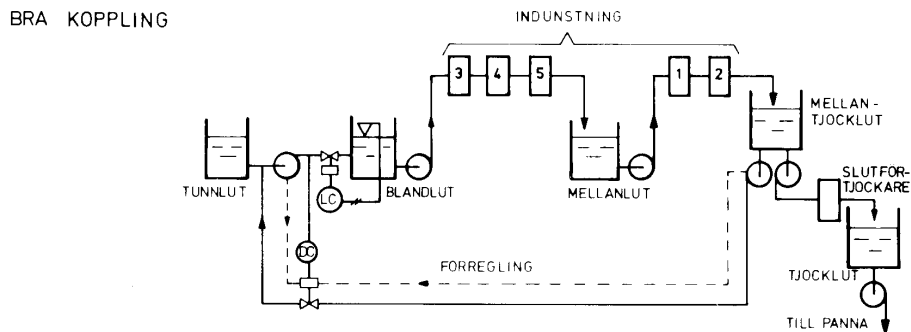 BRA KOPPLING
INDUNSTNING
3 4 5
1 2
MELLAN-
TJOCKLUT
TUNNLUT
LC
BLANDLUT
MELLANLUT
SLUTFÖR-
TJOCKARE
DC
FÖRREGLING
TJOCKLUT
TILL PANNA